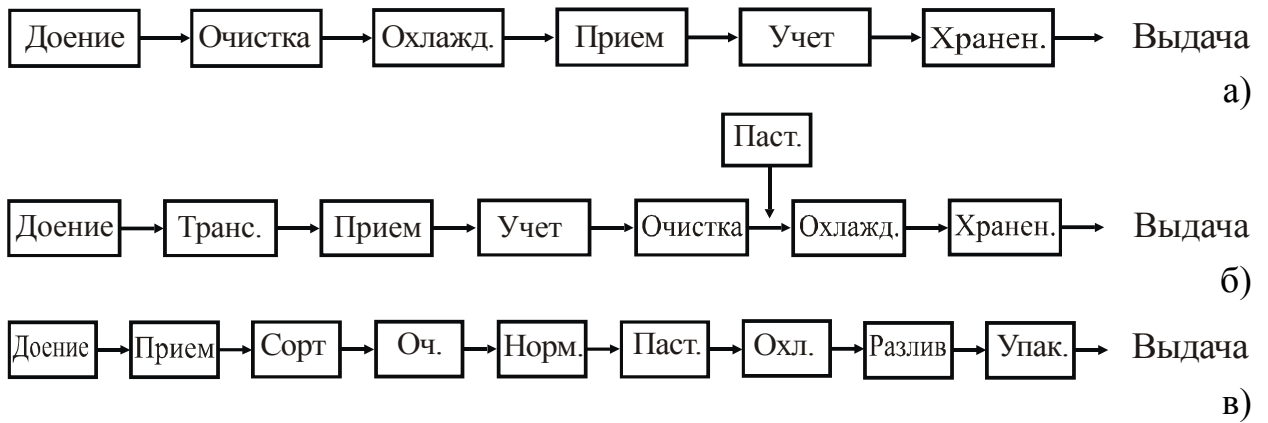 Доение Очистка Охлажд. Прием Учет Хранен. Выдача
а)
Паст.
Доение Транс. Прием Учет Очистка Охлажд. Хранен. Выдача
б)
Доение Прием Сорт Оч. Норм. Паст. Охл. Разлив Упак. Выдача
в)